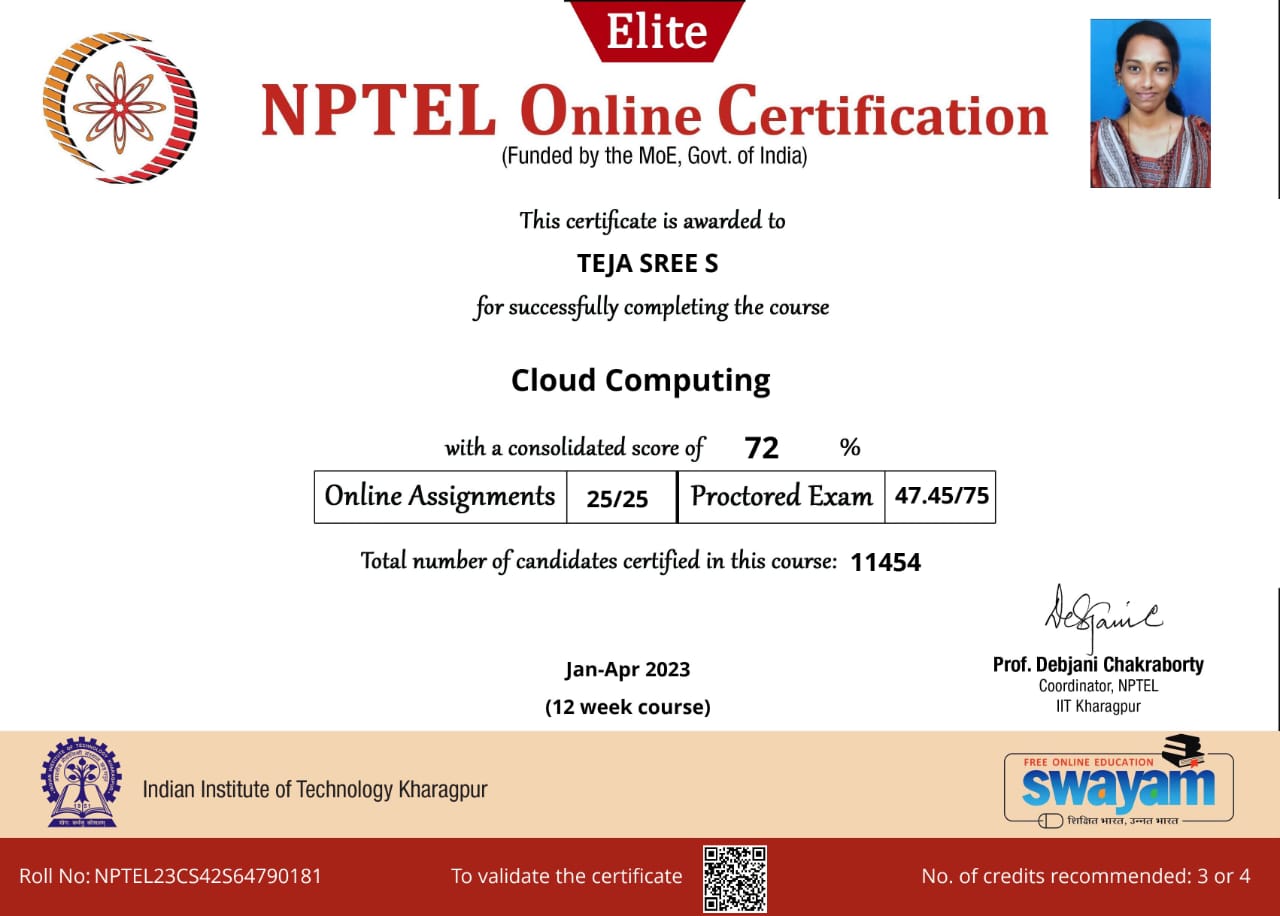 Elite
NPTEL Online Certification
(Funded by the MoE, Govt. of India)
This certificate is awarded to
TEJA SREE S
for successfully completing the course
Cloud Computing
with a consolidated score of 72 %
Online Assignments 25/25 Proctored Exam 47.45/75
Total number of candidates certified in this course: 11454
Jan-Apr 2023
(12 week course)
Prof. Debjani Chakraborty
Coordinator, NPTEL
IIT Kharagpur
Indian Institute of Technology Kharagpur
FREE ONLINE EDUCATION
swayam
शिक्षित भारत, उन्नत भारत
Roll No: NPTEL23CS42S64790181
To validate the certificate
No. of credits recommended: 3 or 4